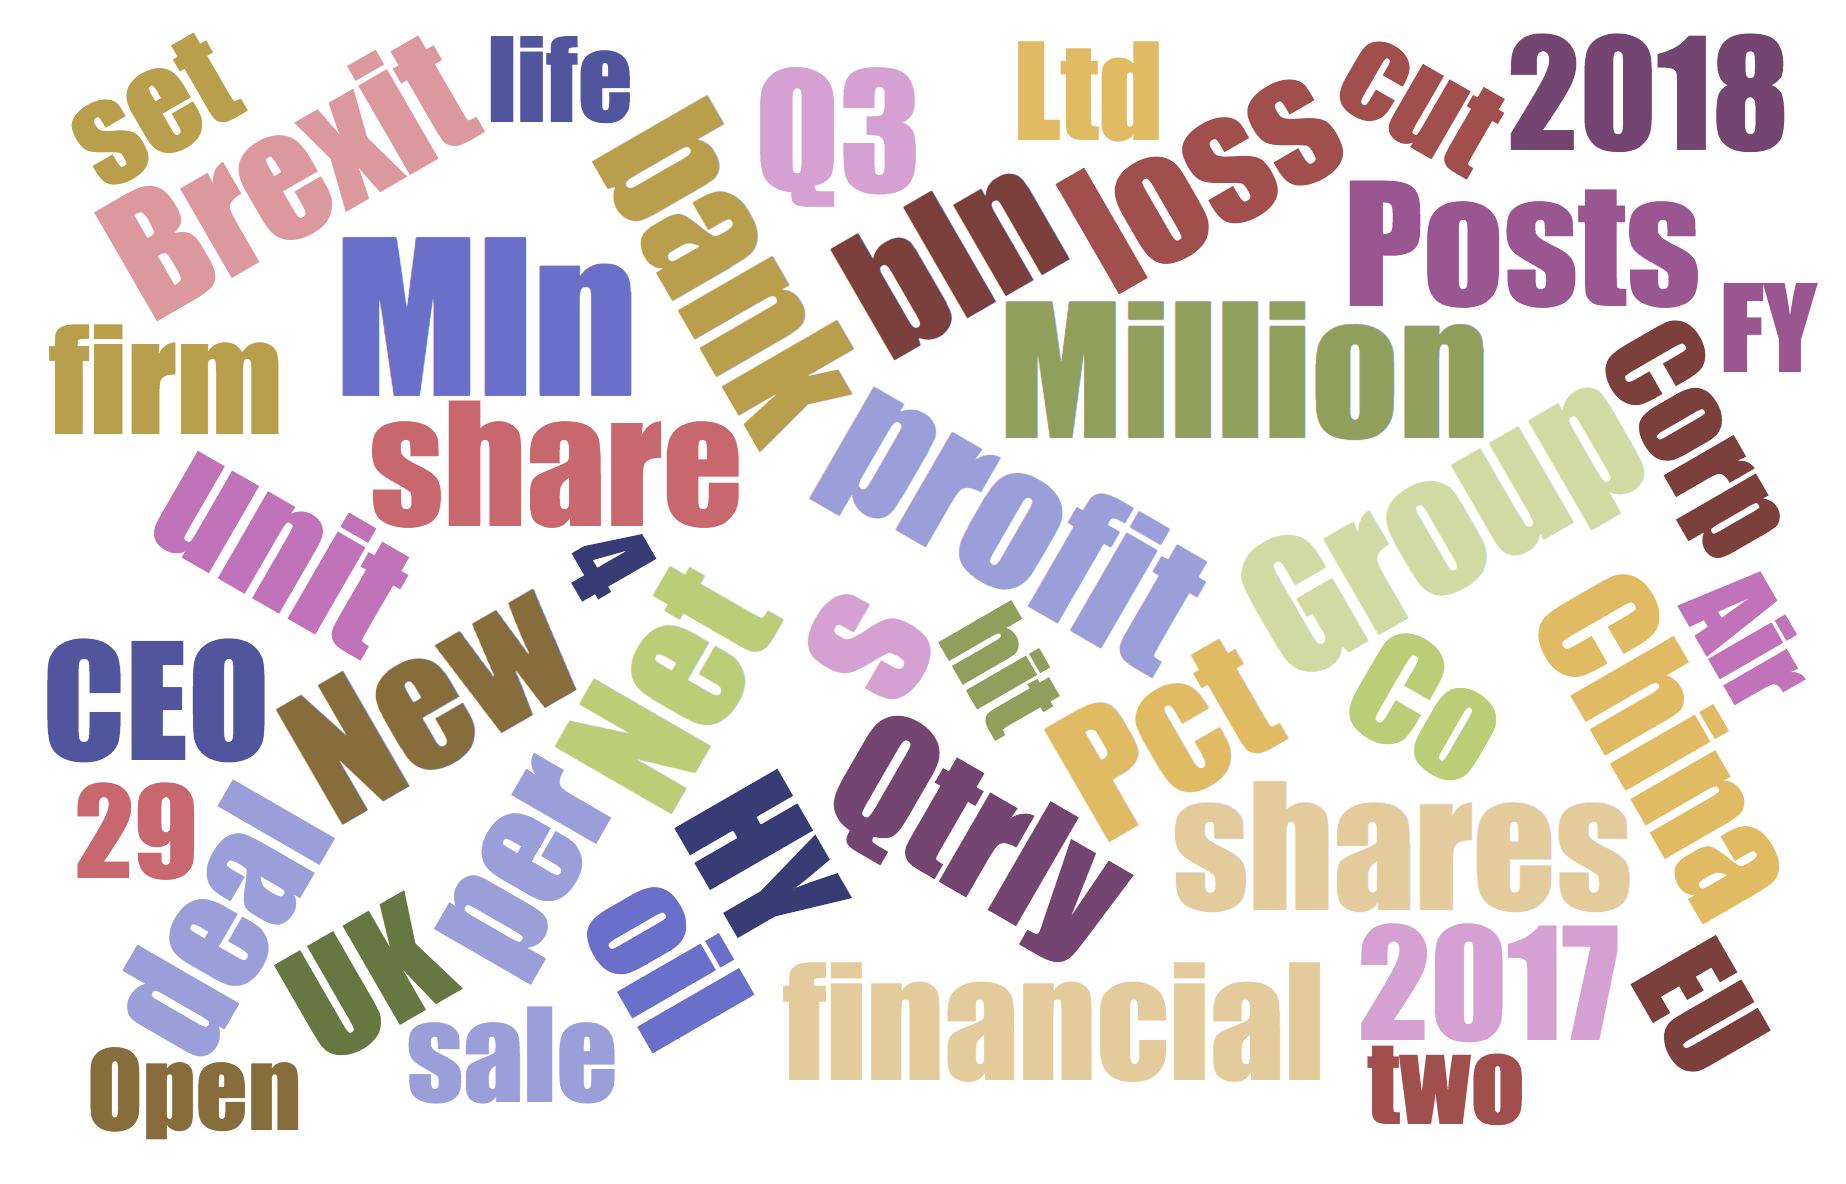 set
Brexit
life
Q3
Ltd
cut
2018
bank
bln
loss
Posts
Mln
Million
FY
firm
share
profit
Group
Corp
unit
4
New
Net
S
hit
Pct
Co
China
Air
CEO
29
deal
per
HY
Qtrly
shares
UK
oil
financial
2017
EU
Open
sale
two